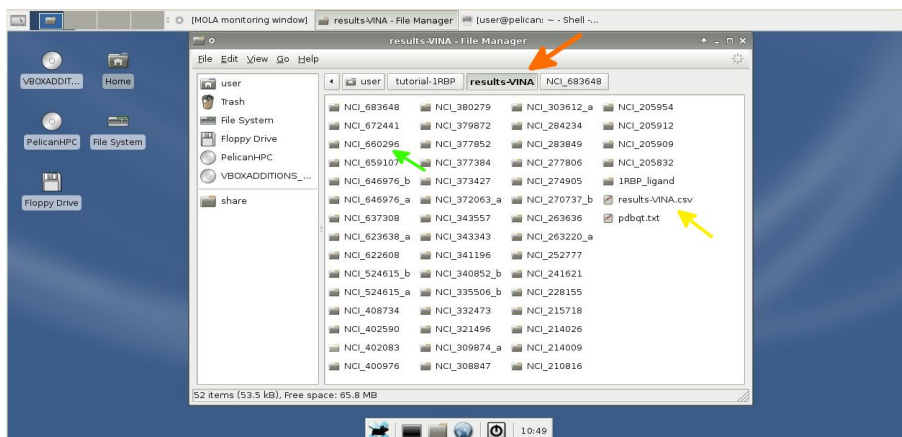 [MOLA monitoring window] results-VINA - File Manager [user@pelican: ~ - Shell -...
results-VINA - File Manager
File Edit View Go Help
user tutorial-1RBP results-VINA NCI_683648
VBOXADDIT... Home
PelicanHPC File System
Floppy Drive
user
Trash
File System
Floppy Drive
PelicanHPC
VBOXADDITIONS_...
share
NCI_683648 NCI_380279 NCI_303612_a NCI_205954
NCI_672441 NCI_379872 NCI_284234 NCI_205912
NCI_660296 NCI_377852 NCI_283849 NCI_205909
NCI_659107 NCI_377384 NCI_277806 NCI_205832
NCI_646976_b NCI_373427 NCI_274905 1RBP_ligand
NCI_646976_a NCI_372063_a NCI_270737_b results-VINA.csv
NCI_637308 NCI_343557 NCI_263636 pdbqt.txt
NCI_623638_a NCI_343343 NCI_263220_a
NCI_622608 NCI_341196 NCI_252777
NCI_524615_b NCI_340852_b NCI_241621
NCI_524615_a NCI_335506_b NCI_228155
NCI_408734 NCI_332473 NCI_215718
NCI_402590 NCI_321496 NCI_214026
NCI_402083 NCI_309874_a NCI_214009
NCI_400976 NCI_308847 NCI_210816
52 items (53.5 kB), Free space: 65.8 MB
10:49